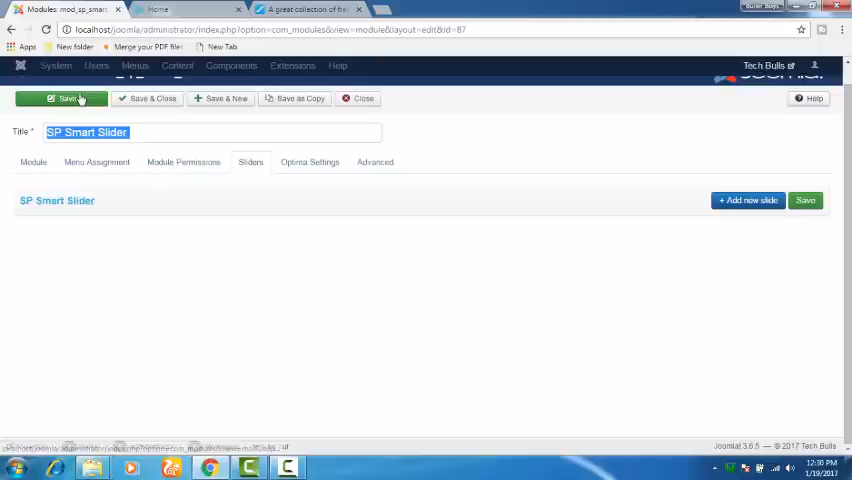 Modules: mod_sp_smar
Home
A great collection of fre
Bullet Boys
localhost/joomla/administrator/index.php?option=com_modules&view=module&layout=edit&id=87
Apps New folder Merge your PDF file New Tab
System Users Menus Content Components Extensions Help Tech Bulls
Save Save & Close Save & New Save as Copy Close Help
Title * SP Smart Slider
Module Menu Assignment Module Permissions Sliders Optima Settings Advanced
SP Smart Slider + Add new slide Save
Joomla! 3.6.5 — © 2017 Tech Bulls
12:30 PM
1/19/2017